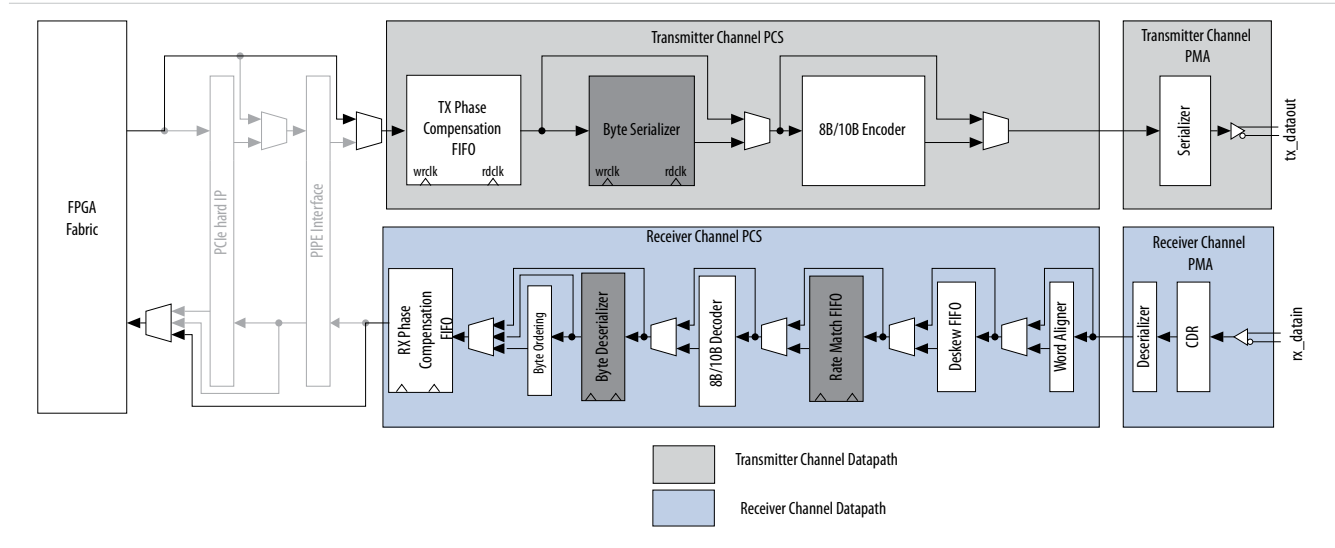 Transmitter Channel PCS
Transmitter Channel
PMA
TX Phase
Compensation
FIFO
wrclk
rdclk
Byte Serializer
wrclk
rdclk
8B/10B Encoder
Serializer
tx_dataout
FPGA
Fabric
PCIe hard IP
PIPE Interface
Receiver Channel PCS
Receiver Channel
PMA
RX Phase
Compensation
FIFO
Byte Ordering
Byte Deserializer
8B/10B Decoder
Rate Match FIFO
Deskew FIFO
Word Aligner
Deserializer
CDR
rx_datain
Transmitter Channel Datapath
Receiver Channel Datapath